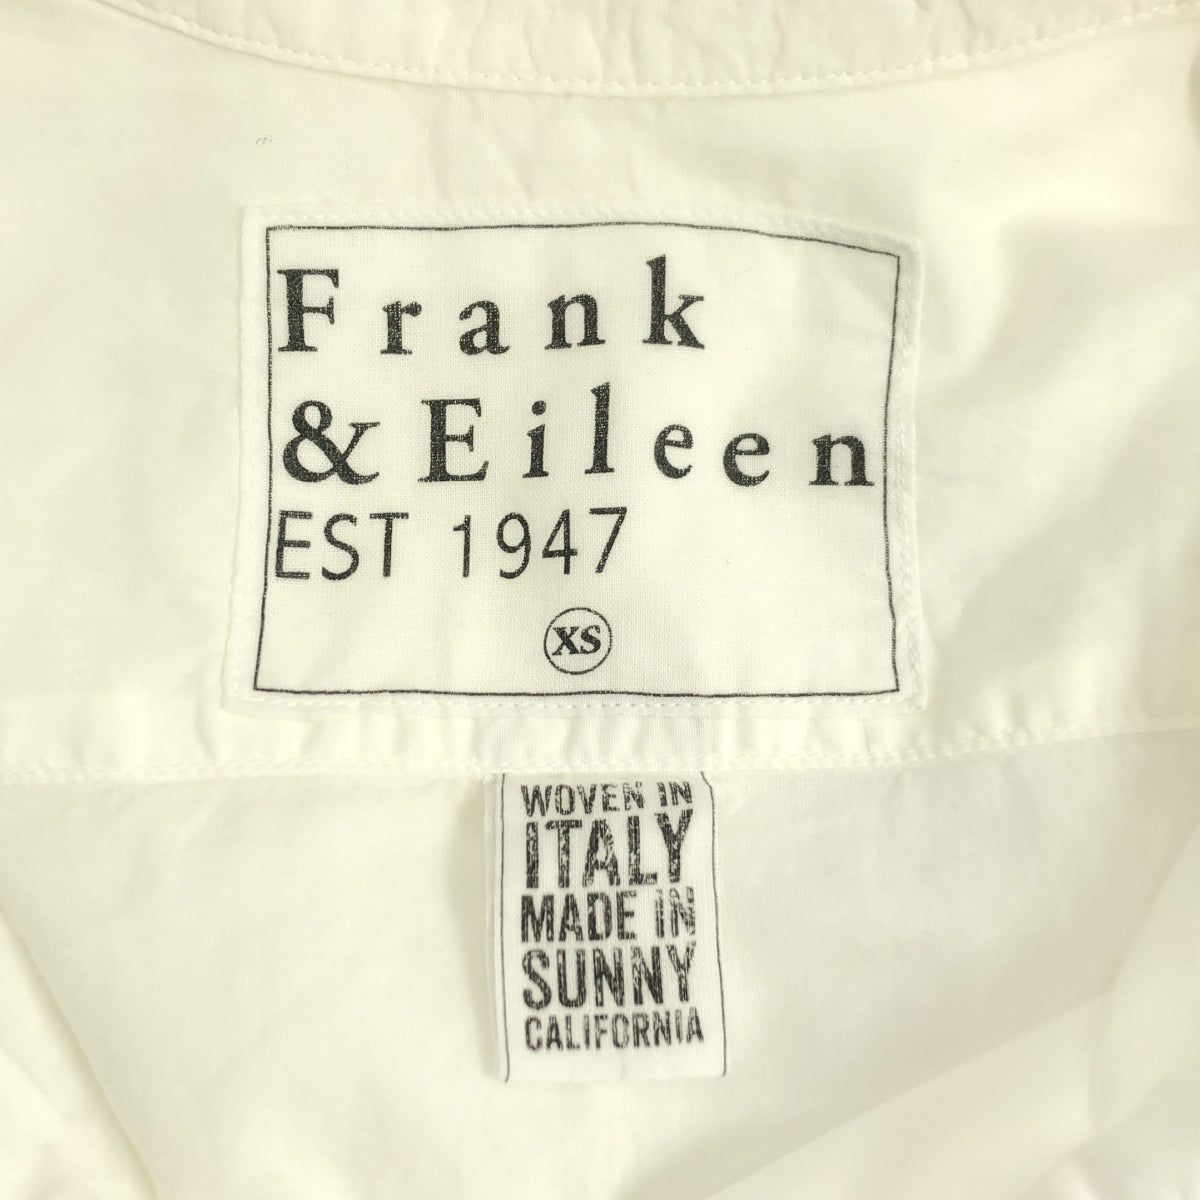 Frank
& Eileen
EST 1947
XS
WOVEN IN
ITALY
MADE IN
SUNNY
CALIFORNIA